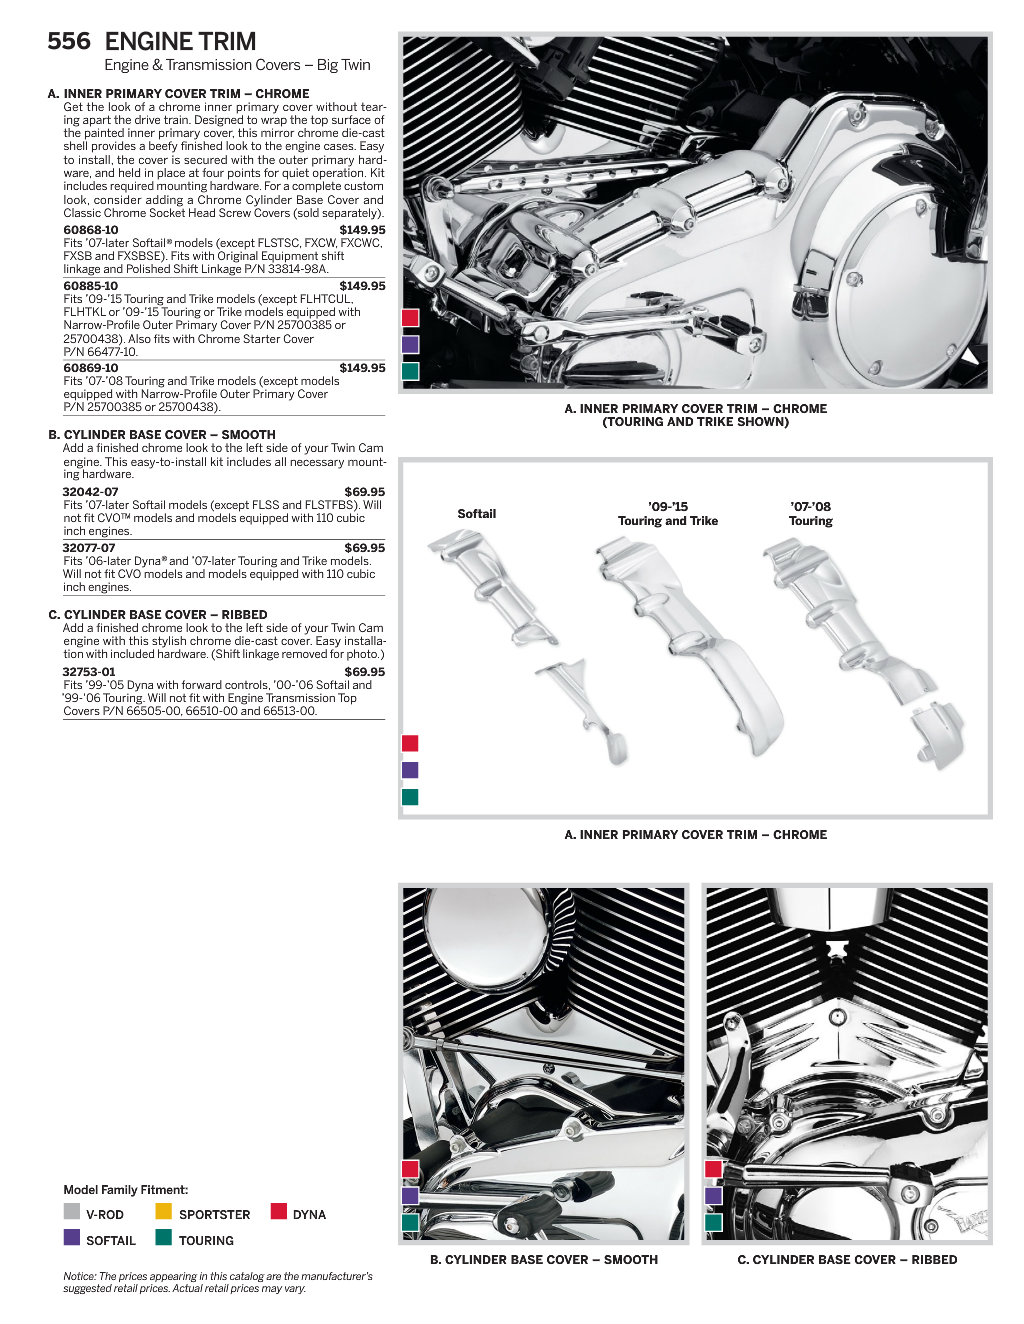 556 ENGINE TRIM
Engine & Transmission Covers – Big Twin
A. INNER PRIMARY COVER TRIM – CHROME
Get the look of a chrome inner primary cover without tear-
ing apart the drive train. Designed to wrap the top surface of
the painted inner primary cover, this mirror chrome die-cast
shell provides a beefy finished look to the engine cases. Easy
to install, the cover is secured with the outer primary hard-
ware, and held in place at four points for quiet operation. Kit
includes required mounting hardware. For a complete custom
look, consider adding a Chrome Cylinder Base Cover and
Classic Chrome Socket Head Screw Covers (sold separately).
60868-10 $149.95
Fits '07-later Softail® models (except FLSTSC, FXCW, FXCWC,
FXSB and FXSBSE). Fits with Original Equipment shift
linkage and Polished Shift Linkage P/N 33814-98A.
60885-10 $149.95
Fits '09-'15 Touring and Trike models (except FLHTCUL,
FLHTKL or '09-'15 Touring or Trike models equipped with
Narrow-Profile Outer Primary Cover P/N 25700385 or
25700438). Also fits with Chrome Starter Cover
P/N 66477-10.
60869-10 $149.95
Fits '07-'08 Touring and Trike models (except models
equipped with Narrow-Profile Outer Primary Cover
P/N 25700385 or 25700438).
B. CYLINDER BASE COVER – SMOOTH
Add a finished chrome look to the left side of your Twin Cam
engine. This easy-to-install kit includes all necessary mount-
ing hardware.
32042-07 $69.95
Fits '07-later Softail models (except FLSS and FLSTFBS). Will
not fit CVO™ models and models equipped with 110 cubic
inch engines.
32077-07 $69.95
Fits '06-later Dyna® and '07-later Touring and Trike models.
Will not fit CVO models and models equipped with 110 cubic
inch engines.
C. CYLINDER BASE COVER – RIBBED
Add a finished chrome look to the left side of your Twin Cam
engine with this stylish chrome die-cast cover. Easy installa-
tion with included hardware. (Shift linkage removed for photo.)
32753-01 $69.95
Fits '99-'05 Dyna with forward controls, '00-'06 Softail and
'99-'06 Touring. Will not fit with Engine Transmission Top
Covers P/N 66505-00, 66510-00 and 66513-00.
A. INNER PRIMARY COVER TRIM – CHROME
(TOURING AND TRIKE SHOWN)
Softail
'09-'15
Touring and Trike
'07-'08
Touring
A. INNER PRIMARY COVER TRIM – CHROME
B. CYLINDER BASE COVER – SMOOTH
C. CYLINDER BASE COVER – RIBBED
Model Family Fitment:
V-ROD SPORTSTER DYNA
SOFTAIL TOURING
Notice: The prices appearing in this catalog are the manufacturer's
suggested retail prices. Actual retail prices may vary.